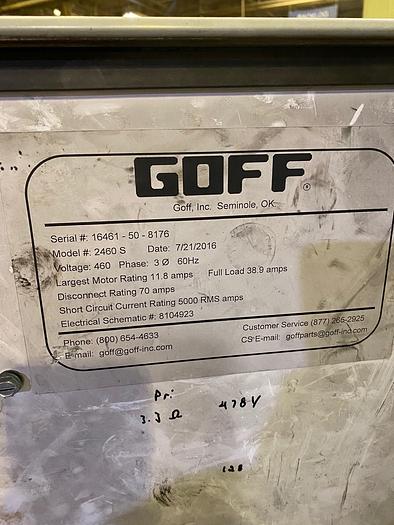 GOFF®
Goff, Inc. Seminole, OK
Serial #: 16461 - 50 - 8176
Model #: 2460 S Date: 7/21/2016
Voltage: 460 Phase: 3 Ø 60Hz
Largest Motor Rating 11.8 amps Full Load 38.9 amps
Disconnect Rating 70 amps
Short Circuit Current Rating 5000 RMS amps
Electrical Schematic #: 8104923
Phone: (800) 654-4633 Customer Service (877) 265-2925
E-mail: goff@goff-inc.com CS E-mail: goffparts@goff-inc.com
Pri
3.3 Ω 478V
128